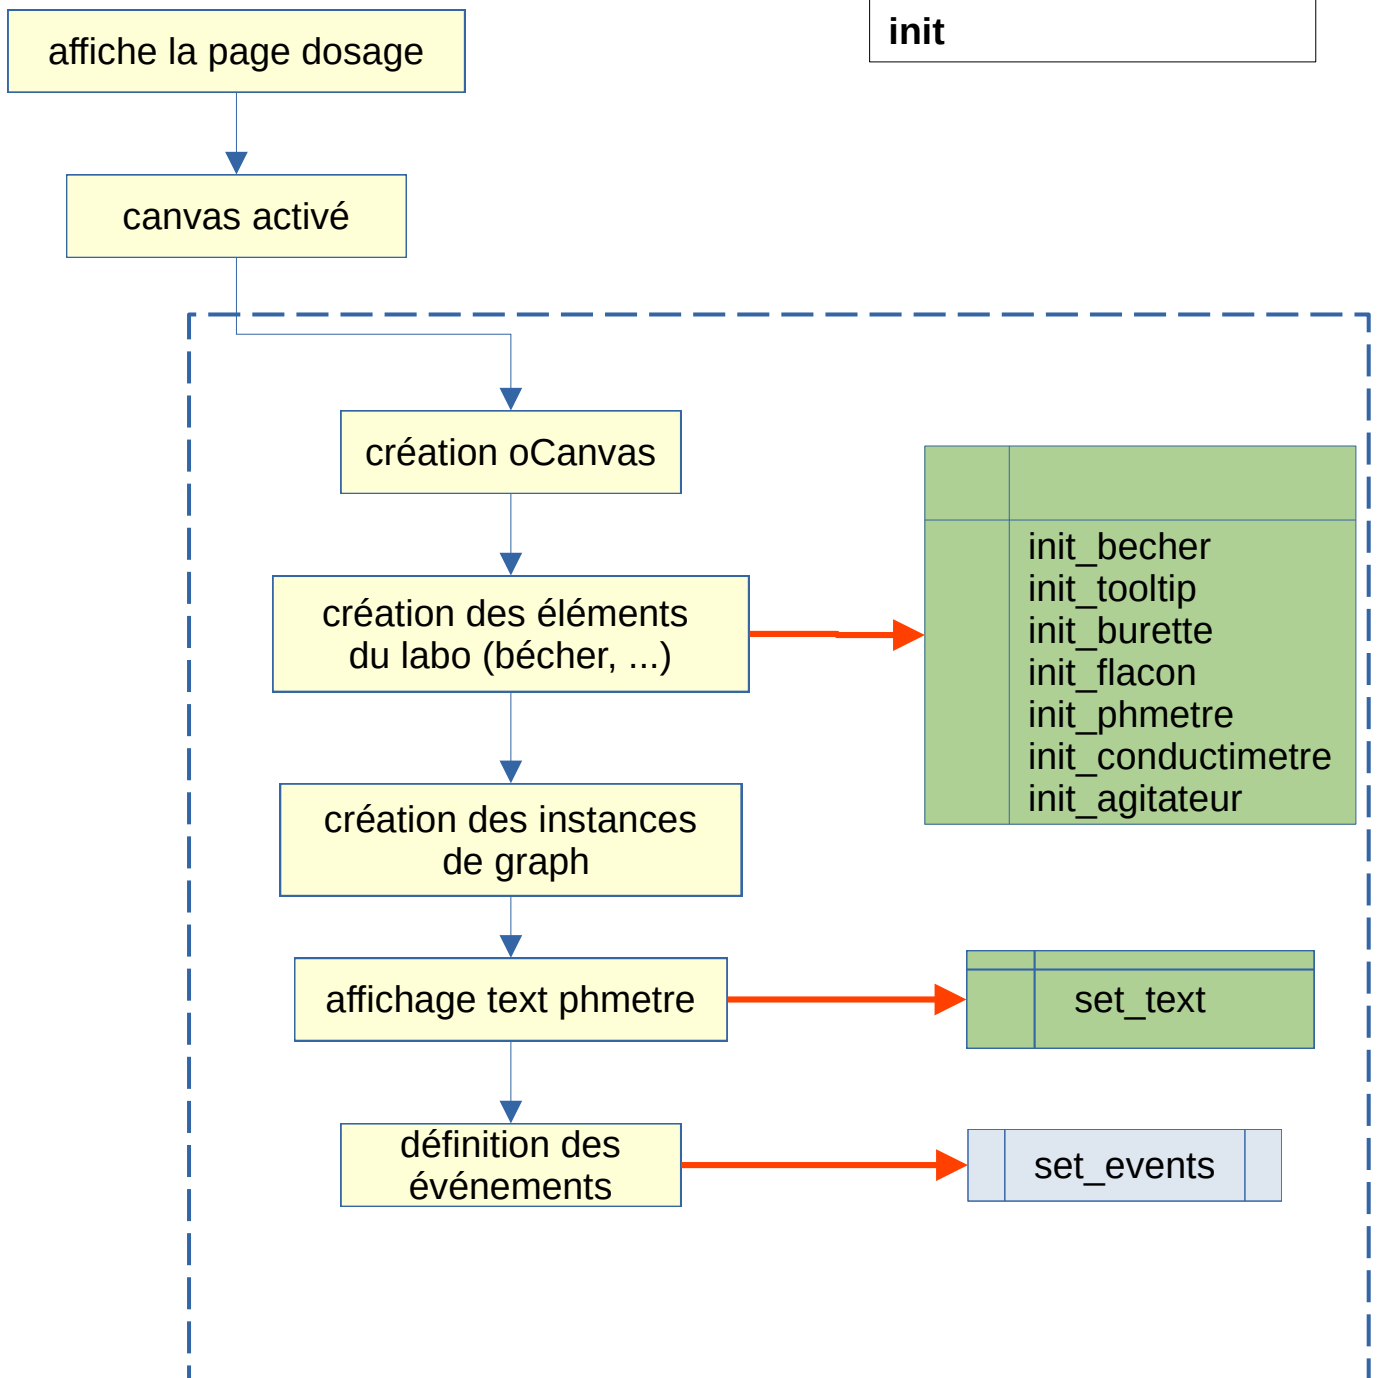 affiche la page dosage
init
canvas activé
création oCanvas
création des éléments
du labo (bécher, ...)
init_becher
init_tooltip
init_burette
init_flacon
init_phmetre
init_conductimetre
init_agitateur
création des instances
de graph
affichage text phmetre
set_text
définition des
événements
set_events